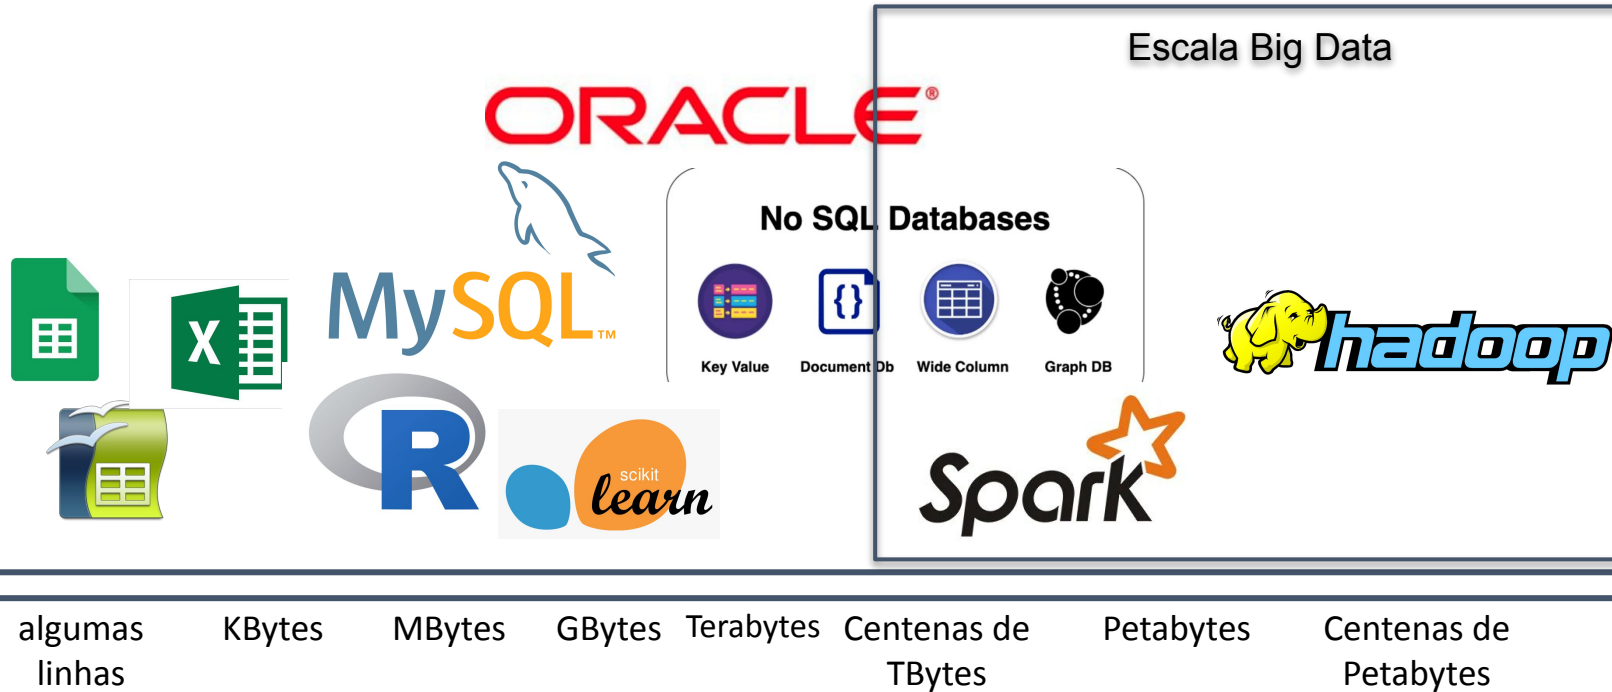 Escala Big Data
ORACLE®
No SQL Databases
Key Value
Document Db
Wide Column
Graph DB
X
MySQL™
hadoop
R
scikit
learn
Spark
algumas
linhas
KBytes
MBytes
GBytes
Terabytes
Centenas de
TBytes
Petabytes
Centenas de
Petabytes